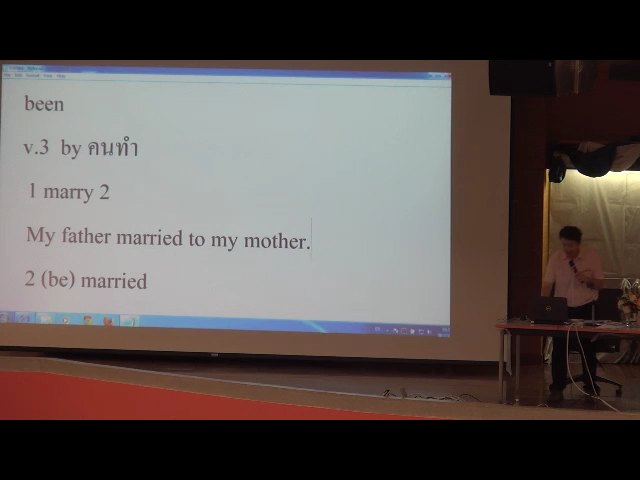 been
v.3 by คนทำ
1 marry 2
My father married to my mother.
2 (be) married